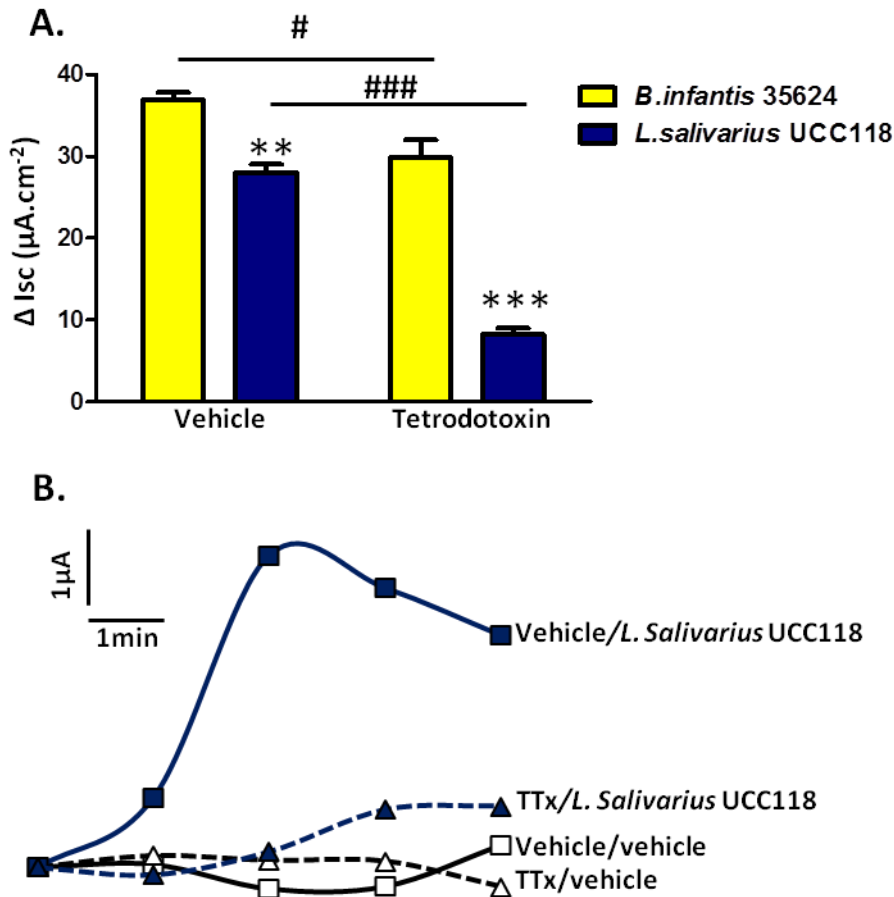 A.
#
###
B.infantis 35624
L.salivarius UCC118
**
***
40
30
20
10
0
Δ Isc (µA.cm-2)
Vehicle
Tetrodotoxin
B.
1µA
1min
Vehicle/L. Salivarius UCC118
TTx/L. Salivarius UCC118
Vehicle/vehicle
TTx/vehicle